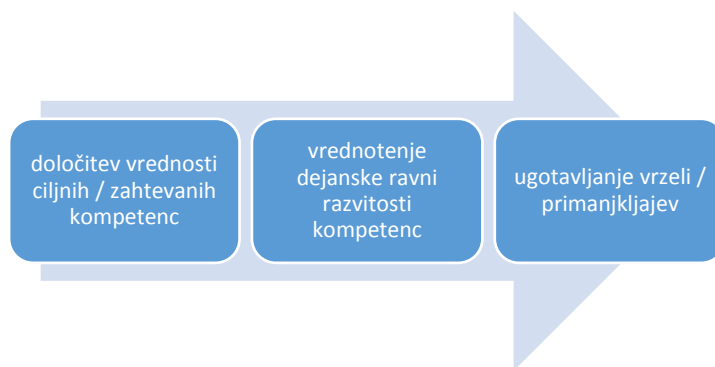 določitev vrednosti
ciljnih / zahtevanih
kompetenc
vrednotenje
dejanske ravni
razvitosti
kompetenc
ugotavljanje vrzeli /
primanjkljajev